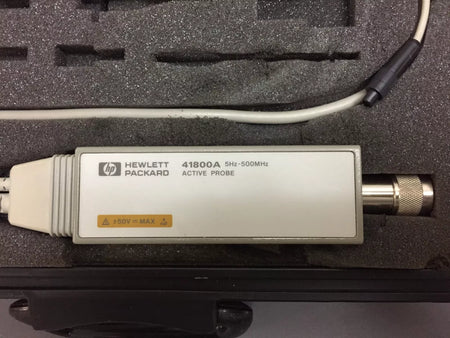 hp HEWLETT PACKARD
41800A 5Hz-500MHz
ACTIVE PROBE
±50V = MAX